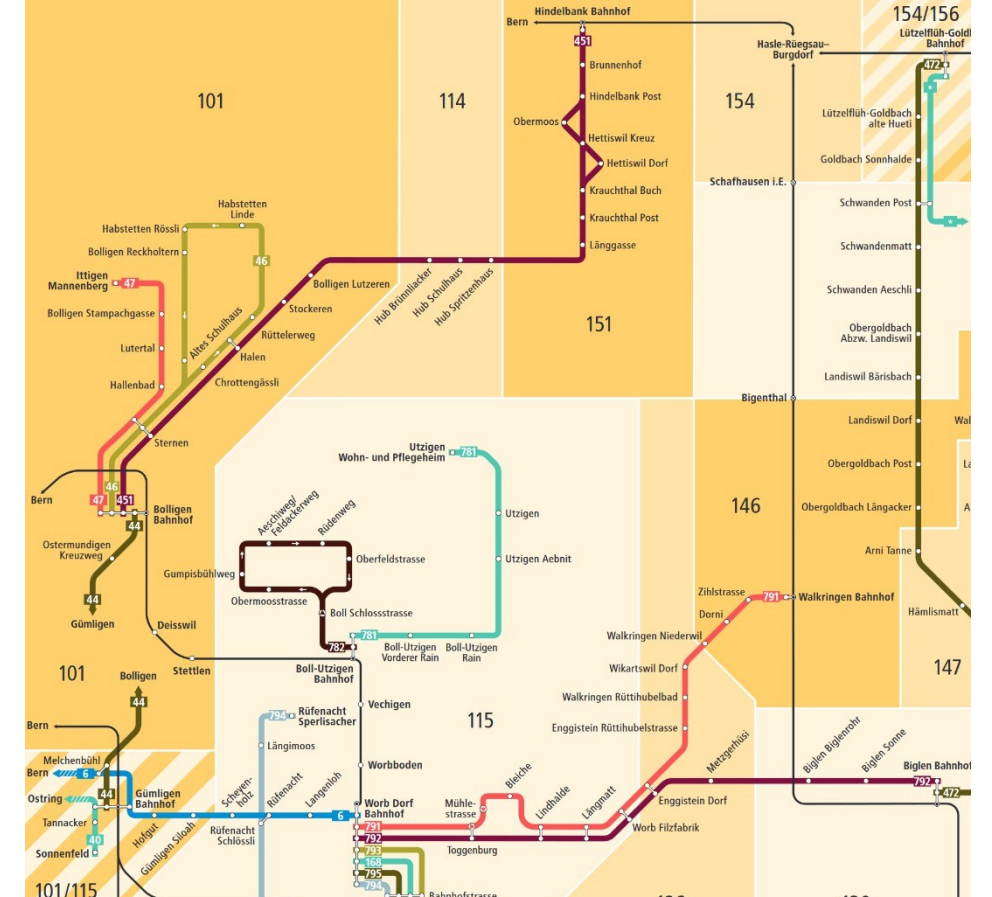 154/156
Bern
Hindelbank Bahnhof
Lützelflüh-Gold
Bahnhof
451
Hasle-Rüegsau–
Burgdorf
472
Brunnenhof
101
114
Hindelbank Post
154
Obermoos
Lützelflüh-Goldbach
alte Hueti
Hettiswil Kreuz
Goldbach Sonnhalde
Hettiswil Dorf
Schafhausen i.E.
Krauchthal Buch
Habstetten
Linde
Schwanden Post
Krauchthal Post
Habstetten Rössli
Bolligen Reckholtern
46
Länggasse
Schwandenmatt
Ittigen
Mannenberg
47
Bolligen Lutzeren
Hub Brünnliacker
Hub Schulhaus
Hub Spritzenhaus
Schwanden Aeschli
Stockeren
Bolligen Stampachgasse
Altes Schulhaus
Rüttelerweg
151
Obergoldbach
Abzw. Landiswil
Lutertal
Halen
Hallenbad
Chrottengässli
Landiswil Bärisbach
Bigenthal
Sternen
Landiswil Dorf
Wal
Utzigen
Wohn- und Pflegeheim
781
Obergoldbach Post
46
47
451
Bern
Bolligen
Bahnhof
44
Aeschiweg/
Feldackerweg
Rüdenweg
Utzigen
146
Obergoldbach Längacker
Ostermundigen
Kreuzweg
Oberfeldstrasse
Utzigen Aebnit
Arni Tanne
Gumpisbühlweg
Obermoosstrasse
Zihlstrasse
791
Walkringen Bahnhof
44
Gümligen
Boll Schlossstrasse
Dorni
Hämlismatt
Deisswil
781
Walkringen Niederwil
782
Boll-Utzigen
Vorderer Rain
Boll-Utzigen
Rain
Stettlen
Boll-Utzigen
Bahnhof
Wikartswil Dorf
147
101
Bolligen
44
Vechigen
Walkringen Rüttihubelbad
794
Rüfenacht
Sperlisacher
115
Bern
Enggistein Rüttihubelstrasse
Längimoos
Metzgerhüsi
Biglen Biglenrohr
Biglen Sonne
Melchenbühl
Worbboden
Bern
6
792
Biglen Bahnhof
44
Gümligen
Bahnhof
Scheyen-
holz
Rüfenacht
Langenloh
Bleiche
472
Ostring
Mühle-
strasse
Lindhalde
Längmatt
Enggistein Dorf
Worb Dorf
Bahnhof
6
Tannacker
Hofgut
Gümligen Siloah
Rüfenacht
Schlössli
791
Worb Filzfabrik
40
792
Toggenburg
Sonnenfeld
793
168
795
794
101/115
Bahnhofstrasse